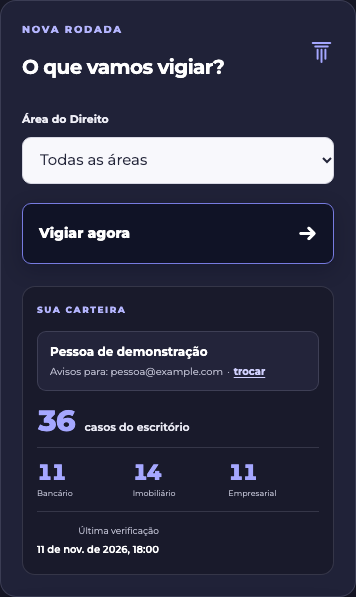 NOVA RODADA
O que vamos vigiar?
Área do Direito
Todas as áreas
Vigiar agora →
SUA CARTEIRA
Pessoa de demonstração
Avisos para: pessoa@example.com · trocar
36 casos do escritório
11 14 11
Bancário Imobiliário Empresarial
Última verificação
11 de nov. de 2026, 18:00